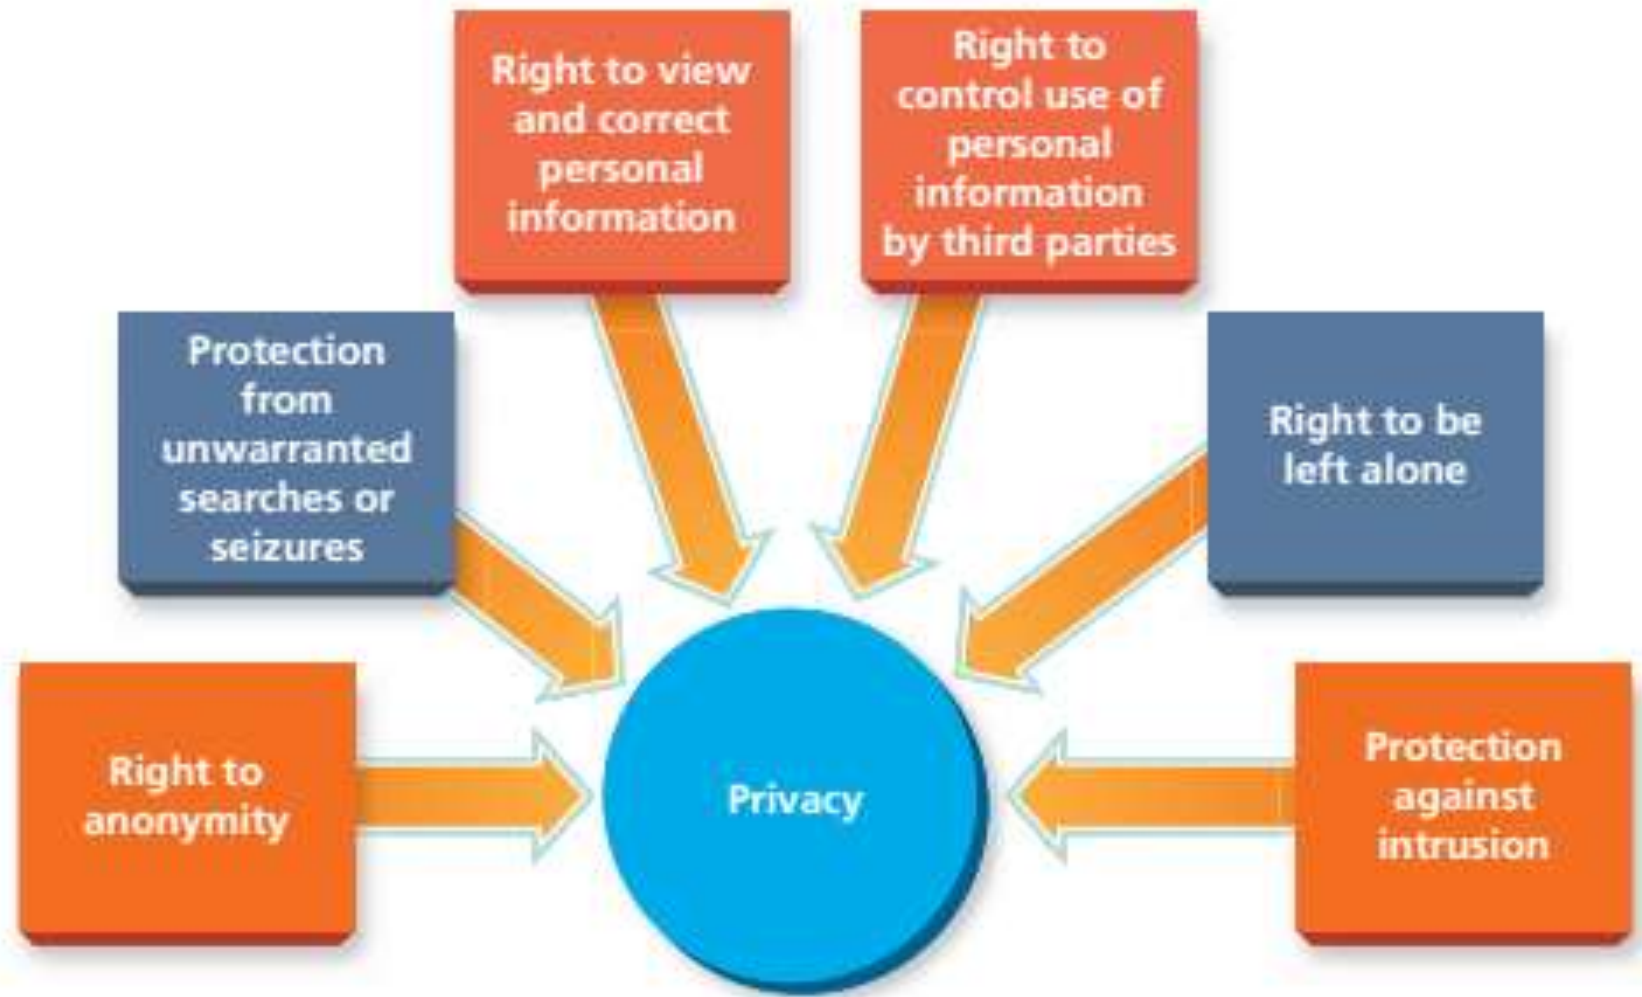 Right to view
and correct
personal
information
Right to
control use of
personal
information
by third parties
Protection
from
unwarranted
searches or
seizures
Right to be
left alone
Right to
anonymity
Privacy
Protection
against
intrusion